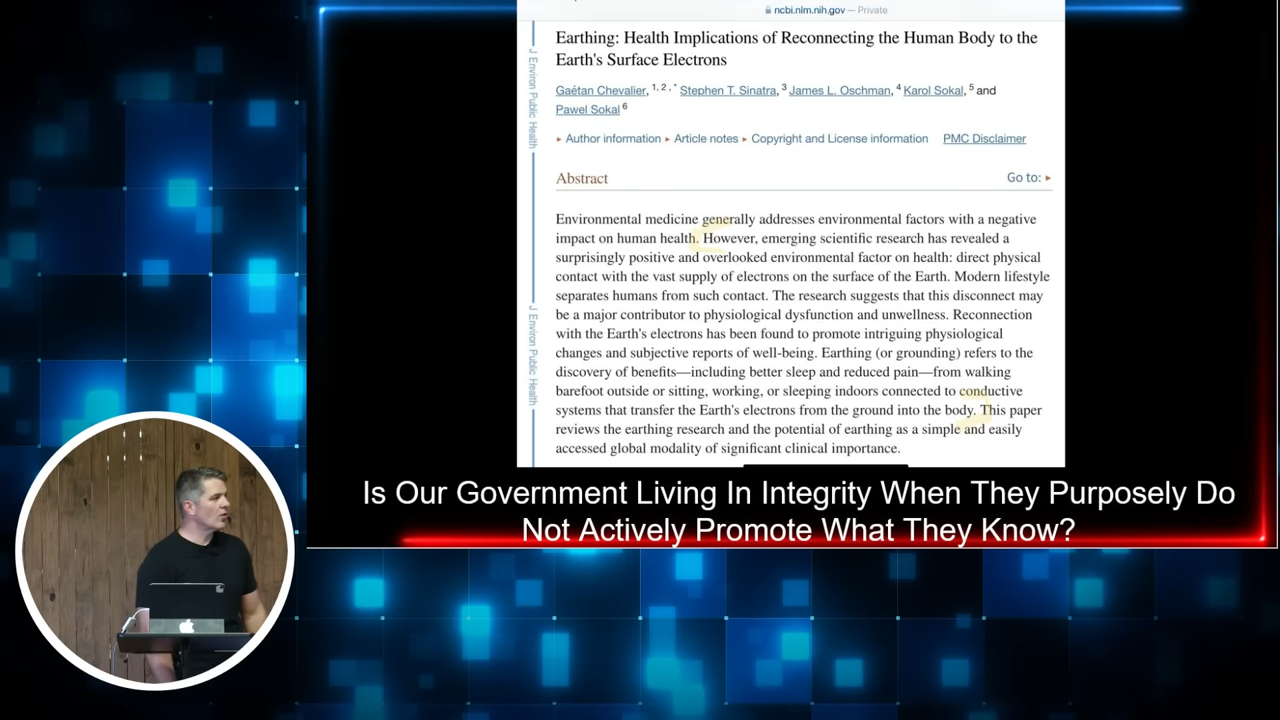 ncbi.nlm.nih.gov — Private
Earthing: Health Implications of Reconnecting the Human Body to the
Earth's Surface Electrons
Gaétan Chevalier, 1, 2, * Stephen T. Sinatra, 3 James L. Oschman, 4 Karol Sokal, 5 and
Pawel Sokal 6
▸ Author information ▸ Article notes ▸ Copyright and License information PMC Disclaimer
Abstract
Go to: ▸
Environmental medicine generally addresses environmental factors with a negative
impact on human health. However, emerging scientific research has revealed a
surprisingly positive and overlooked environmental factor on health: direct physical
contact with the vast supply of electrons on the surface of the Earth. Modern lifestyle
separates humans from such contact. The research suggests that this disconnect may
be a major contributor to physiological dysfunction and unwellness. Reconnection
with the Earth's electrons has been found to promote intriguing physiological
changes and subjective reports of well-being. Earthing (or grounding) refers to the
discovery of benefits—including better sleep and reduced pain—from walking
barefoot outside or sitting, working, or sleeping indoors connected to conductive
systems that transfer the Earth's electrons from the ground into the body. This paper
reviews the earthing research and the potential of earthing as a simple and easily
accessed global modality of significant clinical importance.
J Environ Public Health
J Environ Public Health
Is Our Government Living In Integrity When They Purposely Do
Not Actively Promote What They Know?